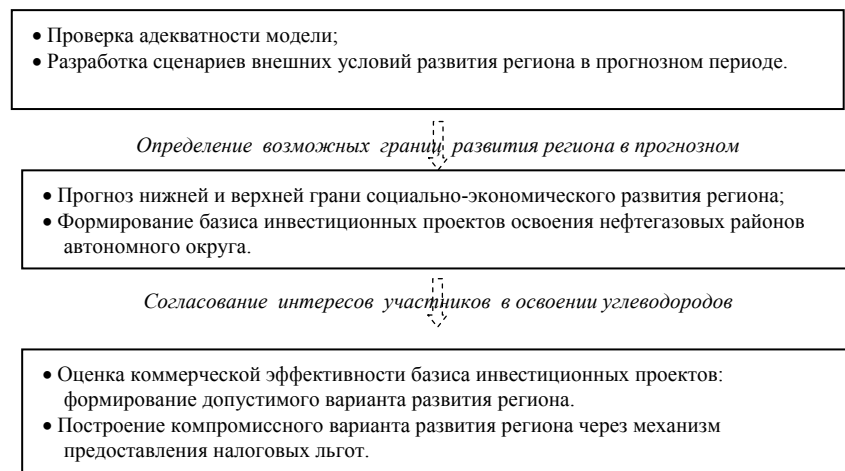 • Проверка адекватности модели;
• Разработка сценариев внешних условий развития региона в прогнозном периоде.
Определение возможных границ развития региона в прогнозном
• Прогноз нижней и верхней грани социально-экономического развития региона;
• Формирование базиса инвестиционных проектов освоения нефтегазовых районов
автономного округа.
Согласование интересов участников в освоении углеводородов
• Оценка коммерческой эффективности базиса инвестиционных проектов:
формирование допустимого варианта развития региона.
• Построение компромиссного варианта развития региона через механизм
предоставления налоговых льгот.